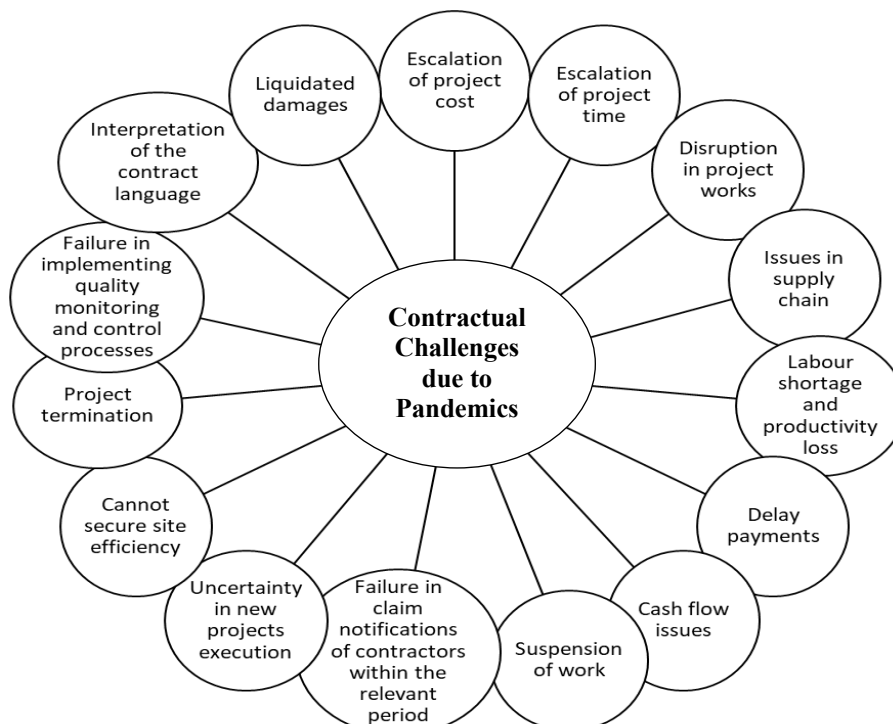 Contractual
Challenges
due to
Pandemics
Escalation
of project
cost
Escalation
of project
time
Disruption
in project
works
Issues in
supply
chain
Labour
shortage
and
productivity
loss
Delay
payments
Cash flow
issues
Suspension
of work
Failure in
claim
notifications
of contractors
within the
relevant
period
Uncertainty
in new
projects
execution
Cannot
secure site
efficiency
Project
termination
Failure in
implementing
quality
monitoring
and control
processes
Interpretation
of the
contract
language
Liquidated
damages